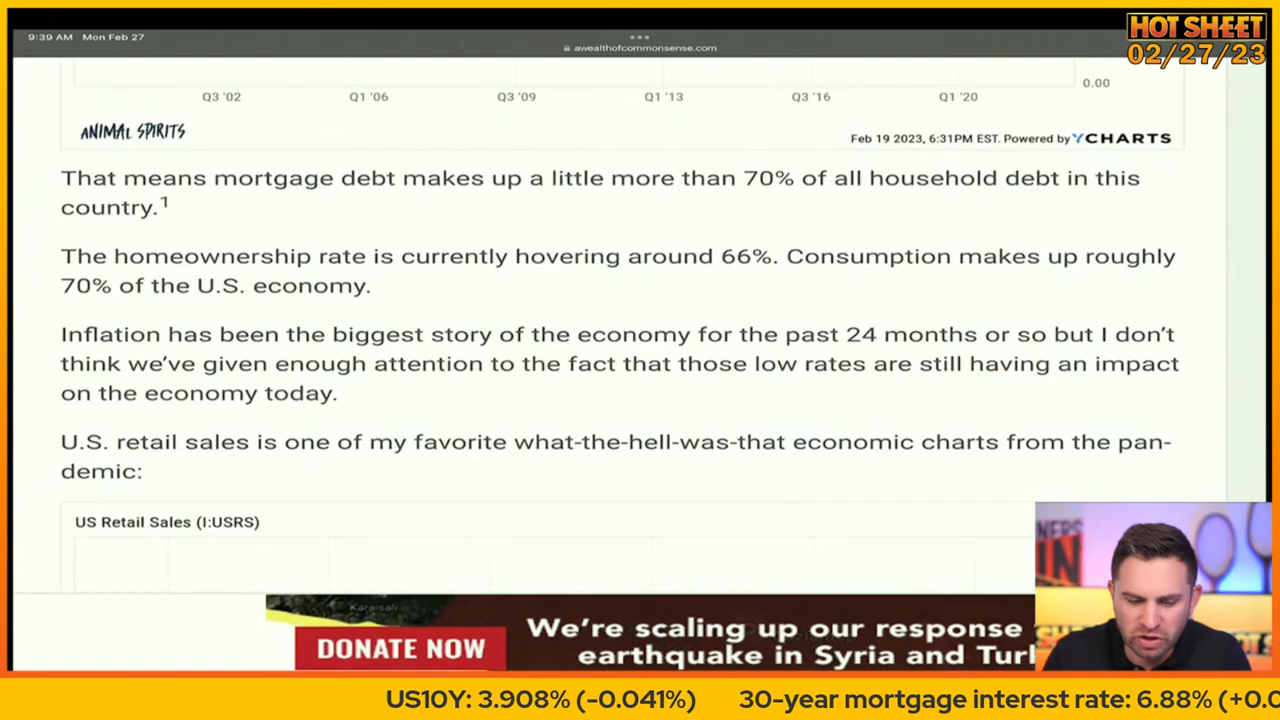 HOT SHEET
02/27/23
9:39 AM Mon Feb 27
awealthofcommonsense.com
0.00
Q3 '02 Q1 '06 Q3 '09 Q1 '13 Q3 '16 Q1 '20
ANIMAL SPIRITS
Feb 19 2023, 6:31PM EST. Powered by YCHARTS
That means mortgage debt makes up a little more than 70% of all household debt in this
country.1
The homeownership rate is currently hovering around 66%. Consumption makes up roughly
70% of the U.S. economy.
Inflation has been the biggest story of the economy for the past 24 months or so but I don't
think we've given enough attention to the fact that those low rates are still having an impact
on the economy today.
U.S. retail sales is one of my favorite what-the-hell-was-that economic charts from the pan-
demic:
US Retail Sales (I:USRS)
DONATE NOW
We're scaling up our response
earthquake in Syria and
US10Y: 3.908% (-0.041%) 30-year mortgage interest rate: 6.88% (+0.0